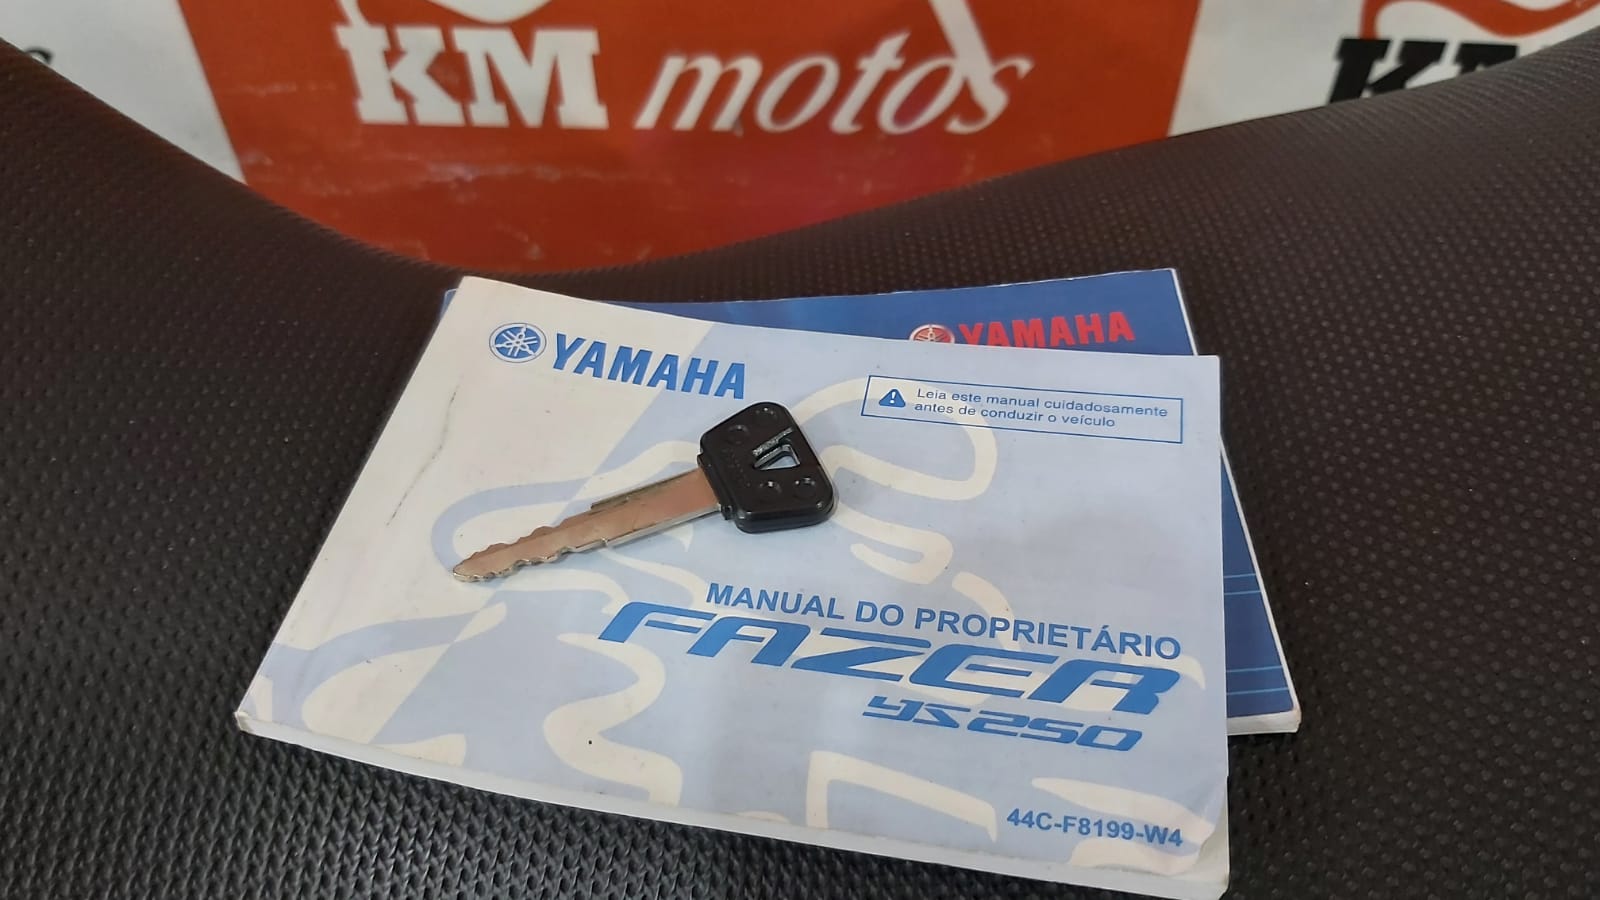 KM motos
YAMAHA
YAMAHA
Leia este manual cuidadosamente
antes de conduzir o veículo
MANUAL DO PROPRIETÁRIO
FAZER
YS250
44C-F8199-W4